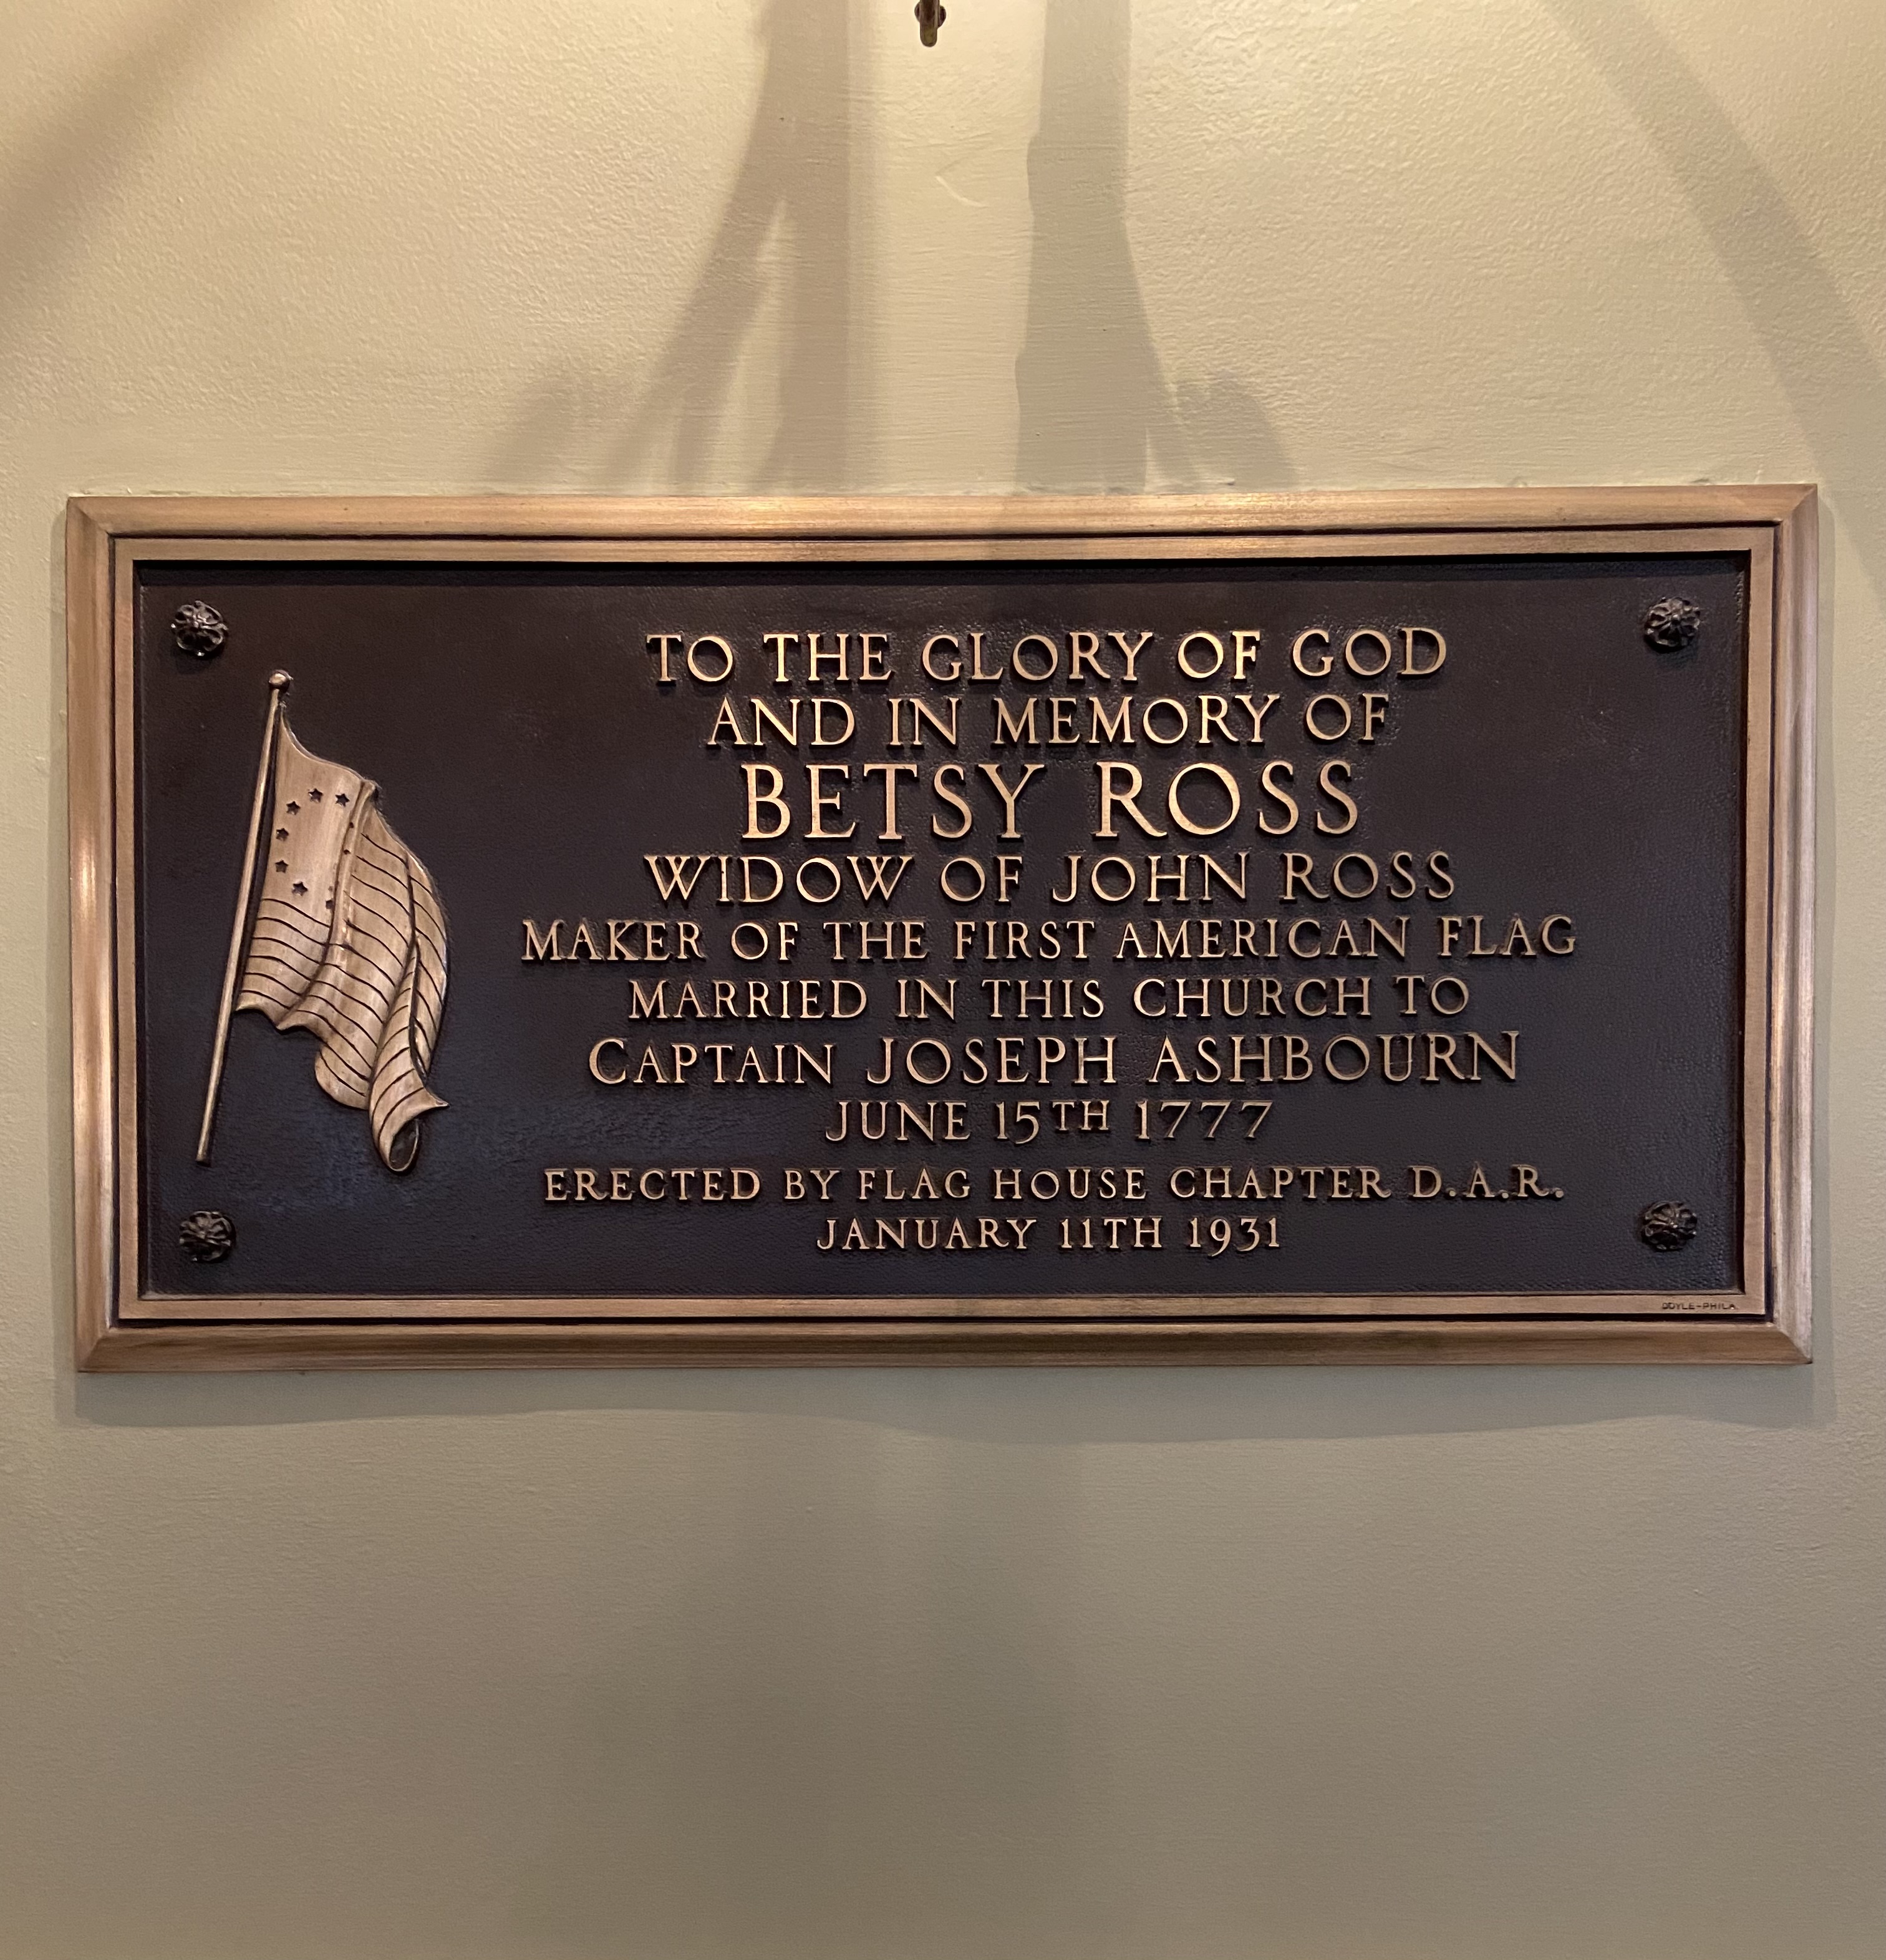 TO THE GLORY OF GOD
AND IN MEMORY OF
BETSY ROSS
WIDOW OF JOHN ROSS
MAKER OF THE FIRST AMERICAN FLAG
MARRIED IN THIS CHURCH TO
CAPTAIN JOSEPH ASHBOURN
JUNE 15TH 1777
ERECTED BY FLAG HOUSE CHAPTER D.A.R.
JANUARY 11TH 1931
DOYLE-PHILA.